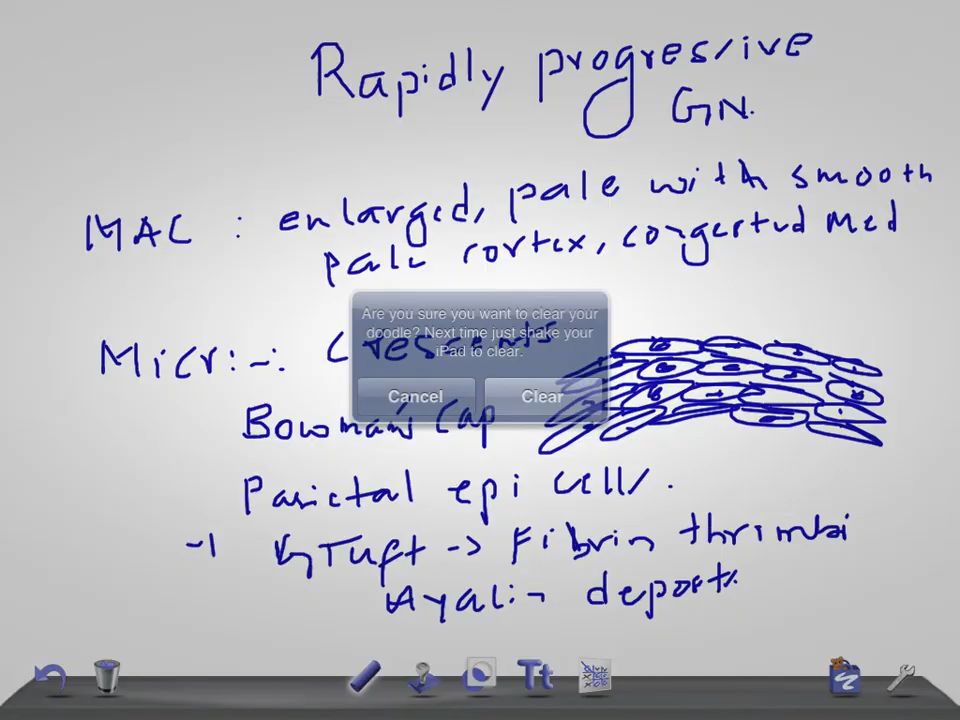 Rapidly progressive
GN.
MAC : enlarged, pale with smooth
pale cortex, congested Med
Micr:-: Crescents
Are you sure you want to clear your
doodle? Next time just shake your
iPad to clear.
Cancel Clear
Bowman's Cap
Parietal epi cells.
Tuft -> Fibrin thrombi
Hyalin deposits
Tt